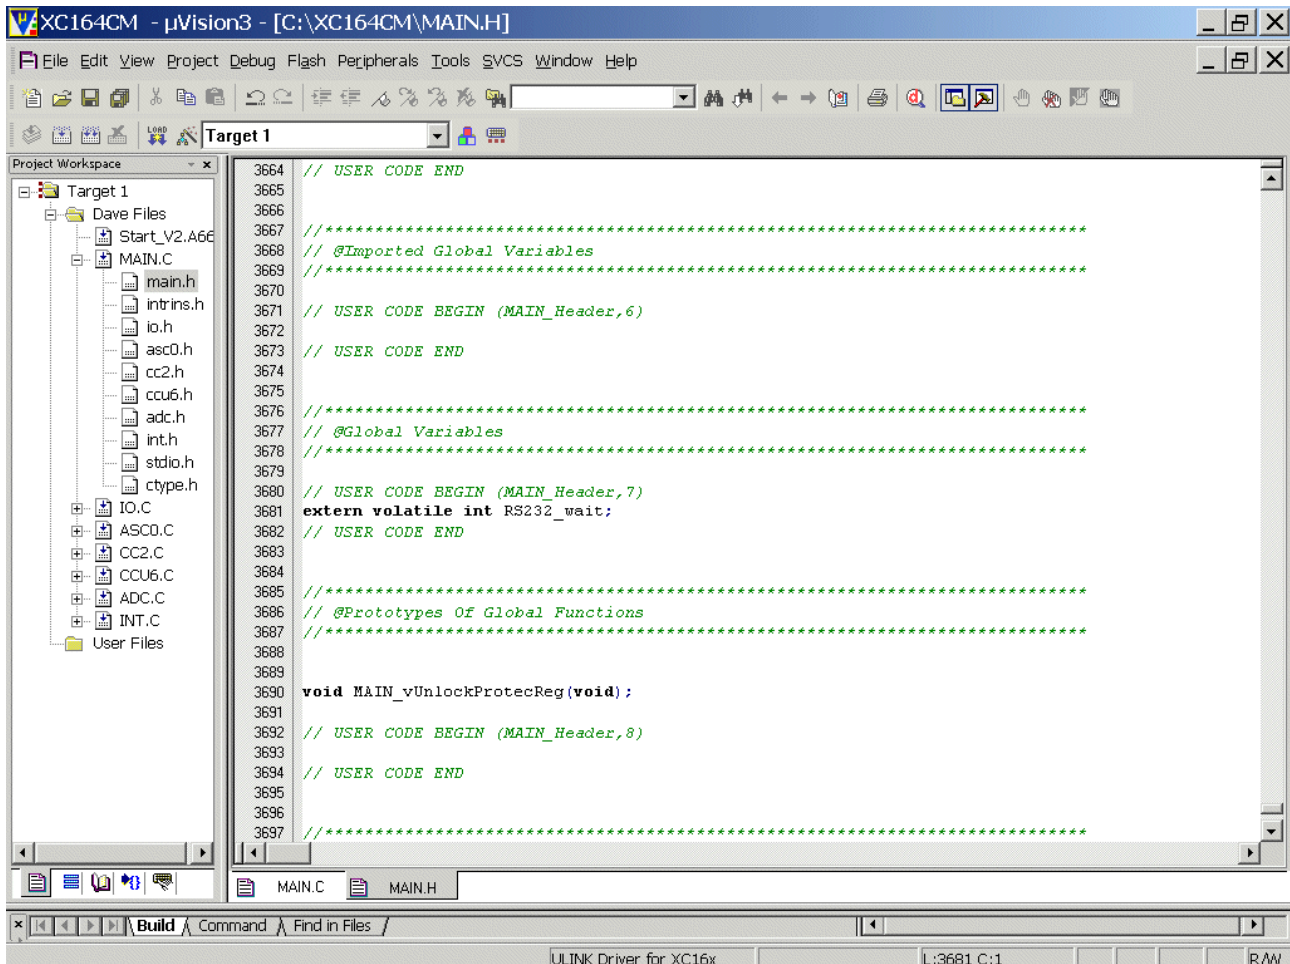 XC164CM - µVision3 - [C:\XC164CM\MAIN.H]
File Edit View Project Debug Flash Peripherals Tools SVCS Window Help
LOAD Target 1
Project Workspace
Target 1
Dave Files
Start_V2.A66
MAIN.C
main.h
intrins.h
io.h
asc0.h
cc2.h
ccu6.h
adc.h
int.h
stdio.h
ctype.h
IO.C
ASC0.C
CC2.C
CCU6.C
ADC.C
INT.C
User Files
3664 // USER CODE END
3665
3666
3667 //****************************************************************************
3668 // @Imported Global Variables
3669 //****************************************************************************
3670
3671 // USER CODE BEGIN (MAIN_Header,6)
3672
3673 // USER CODE END
3674
3675
3676 //****************************************************************************
3677 // @Global Variables
3678 //****************************************************************************
3679
3680 // USER CODE BEGIN (MAIN_Header,7)
3681 extern volatile int RS232_wait;
3682 // USER CODE END
3683
3684
3685 //****************************************************************************
3686 // @Prototypes Of Global Functions
3687 //****************************************************************************
3688
3689
3690 void MAIN_vUnlockProtecReg(void);
3691
3692 // USER CODE BEGIN (MAIN_Header,8)
3693
3694 // USER CODE END
3695
3696
3697 //****************************************************************************
MAIN.C MAIN.H
Build Command Find in Files
ULINK Driver for XC16x L:3681 C:1 R/W